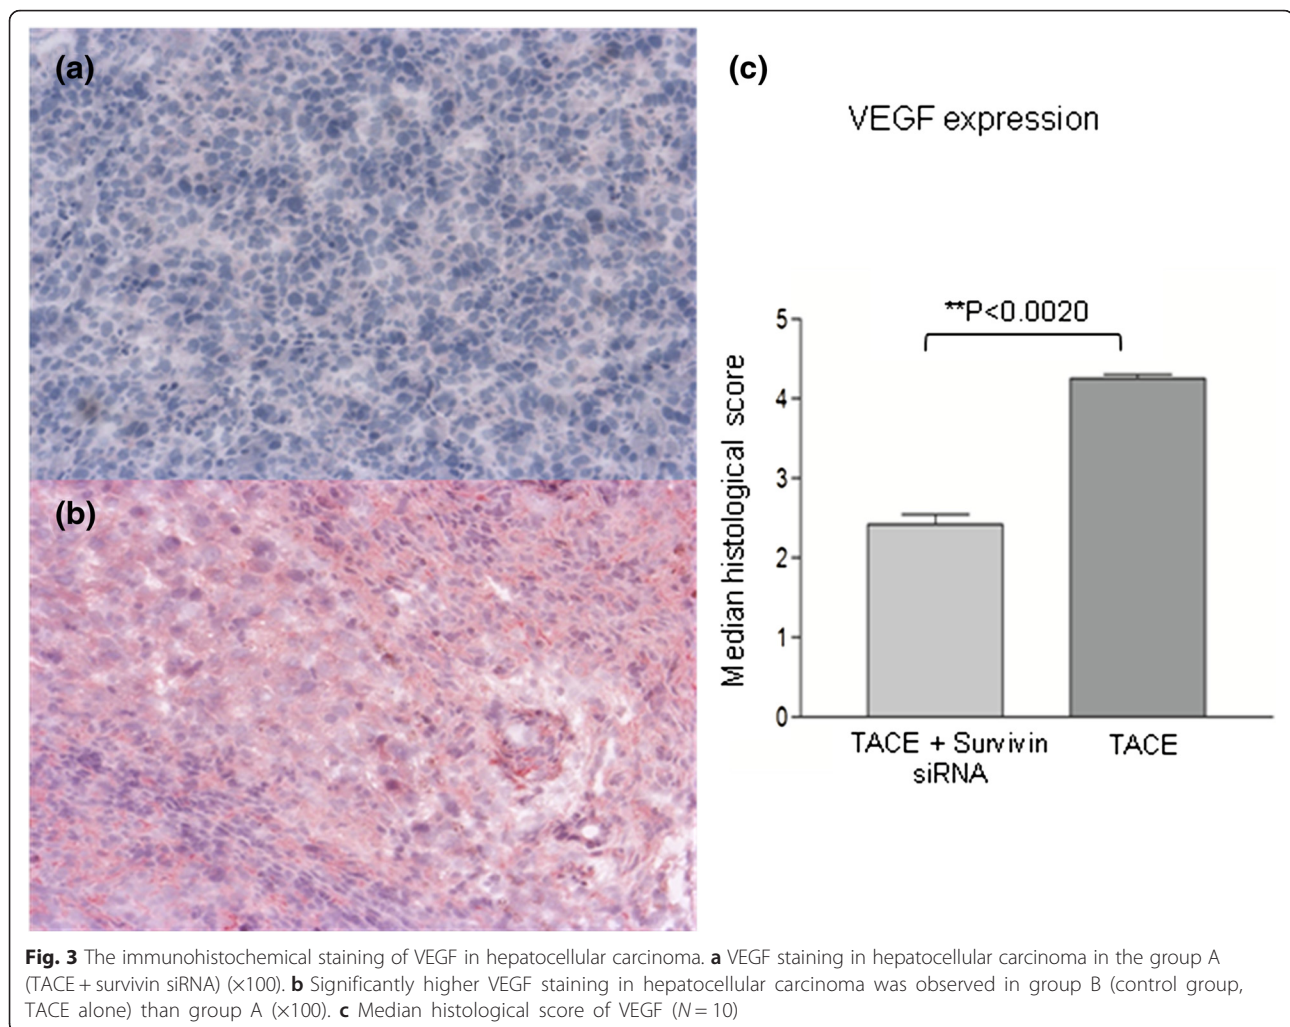 (a)
(b)
(c)
VEGF expression
**P<0.0020
Median histological score
5
4
3
2
1
0
TACE + Survivin
siRNA
TACE
Fig. 3 The immunohistochemical staining of VEGF in hepatocellular carcinoma. a VEGF staining in hepatocellular carcinoma in the group A
(TACE + survivin siRNA) (×100). b Significantly higher VEGF staining in hepatocellular carcinoma was observed in group B (control group,
TACE alone) than group A (×100). c Median histological score of VEGF (N = 10)